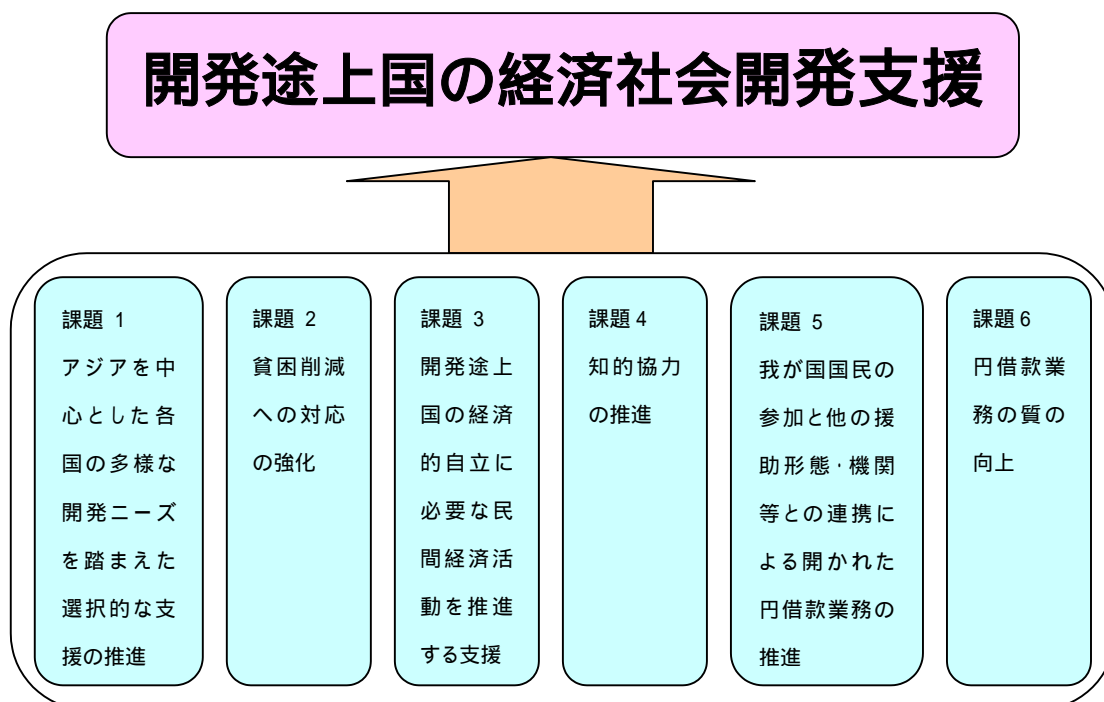 開発途上国の経済社会開発支援
課題 1
アジアを中
心とした各
国の多様な
開発ニーズ
を踏まえた
選択的な支
援の推進
課題 2
貧困削減
への対応
の強化
課題 3
開発途上
国の経済
的自立に
必要な民
間経済活
動を推進
する支援
課題 4
知的協力
の推進
課題 5
我が国国民の
参加と他の援
助形態・機関
等との連携に
よる開かれた
円借款業務の
推進
課題 6
円借款業
務の質の
向上